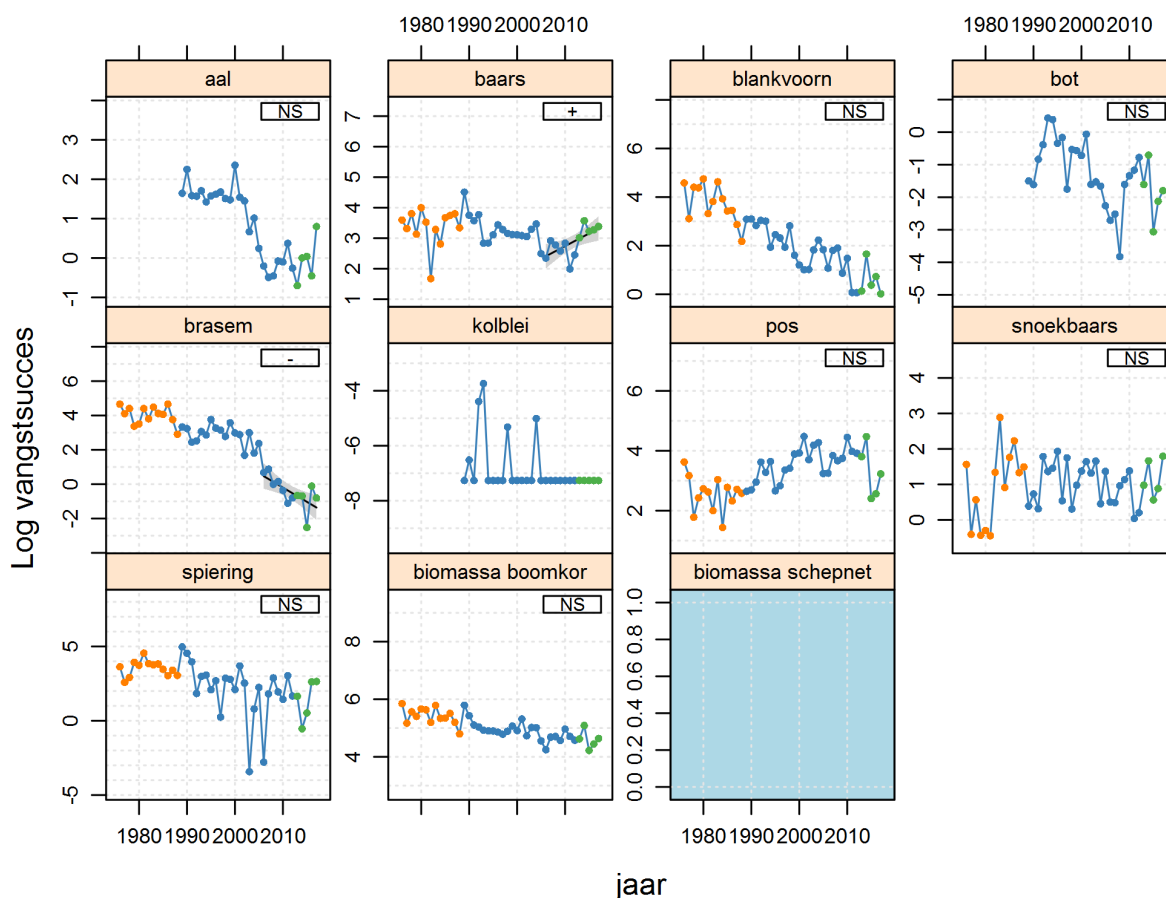 1980 1990 2000 2010
1980 1990 2000 2010
aal
baars
blankvoorn
bot
NS
+
NS
NS
3
2
1
0
-1
7
6
5
4
3
2
1
6
4
2
0
0
-1
-2
-3
-4
-5
brasem
kolblei
pos
snoekbaars
-
NS
NS
6
4
2
0
-2
-4
-6
-8
6
4
2
4
3
2
1
0
spiering
biomassa boomkor
biomassa schepnet
NS
NS
5
0
-5
8
6
4
1.0
0.8
0.6
0.4
0.2
0.0
1980 1990 2000 2010
1980 1990 2000 2010
Log vangstsucces
jaar